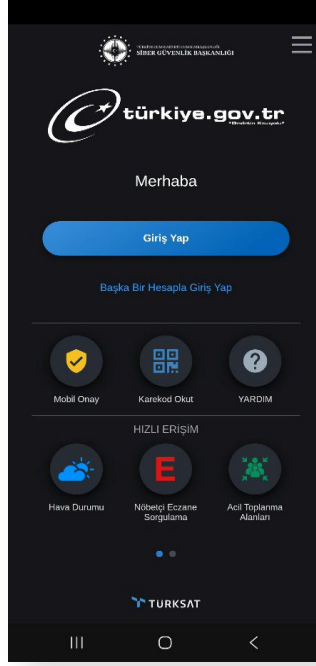 SİBER GÜVENLİK BAŞKANLIĞI
türkiye.gov.tr
Merhaba
Giriş Yap
Başka Bir Hesapla Giriş Yap
Mobil Onay
Karekod Okut
YARDIM
HIZLI ERİŞİM
Hava Durumu
E
Nöbetçi Eczane
Sorgulama
Acil Toplanma
Alanları
TURKSAT